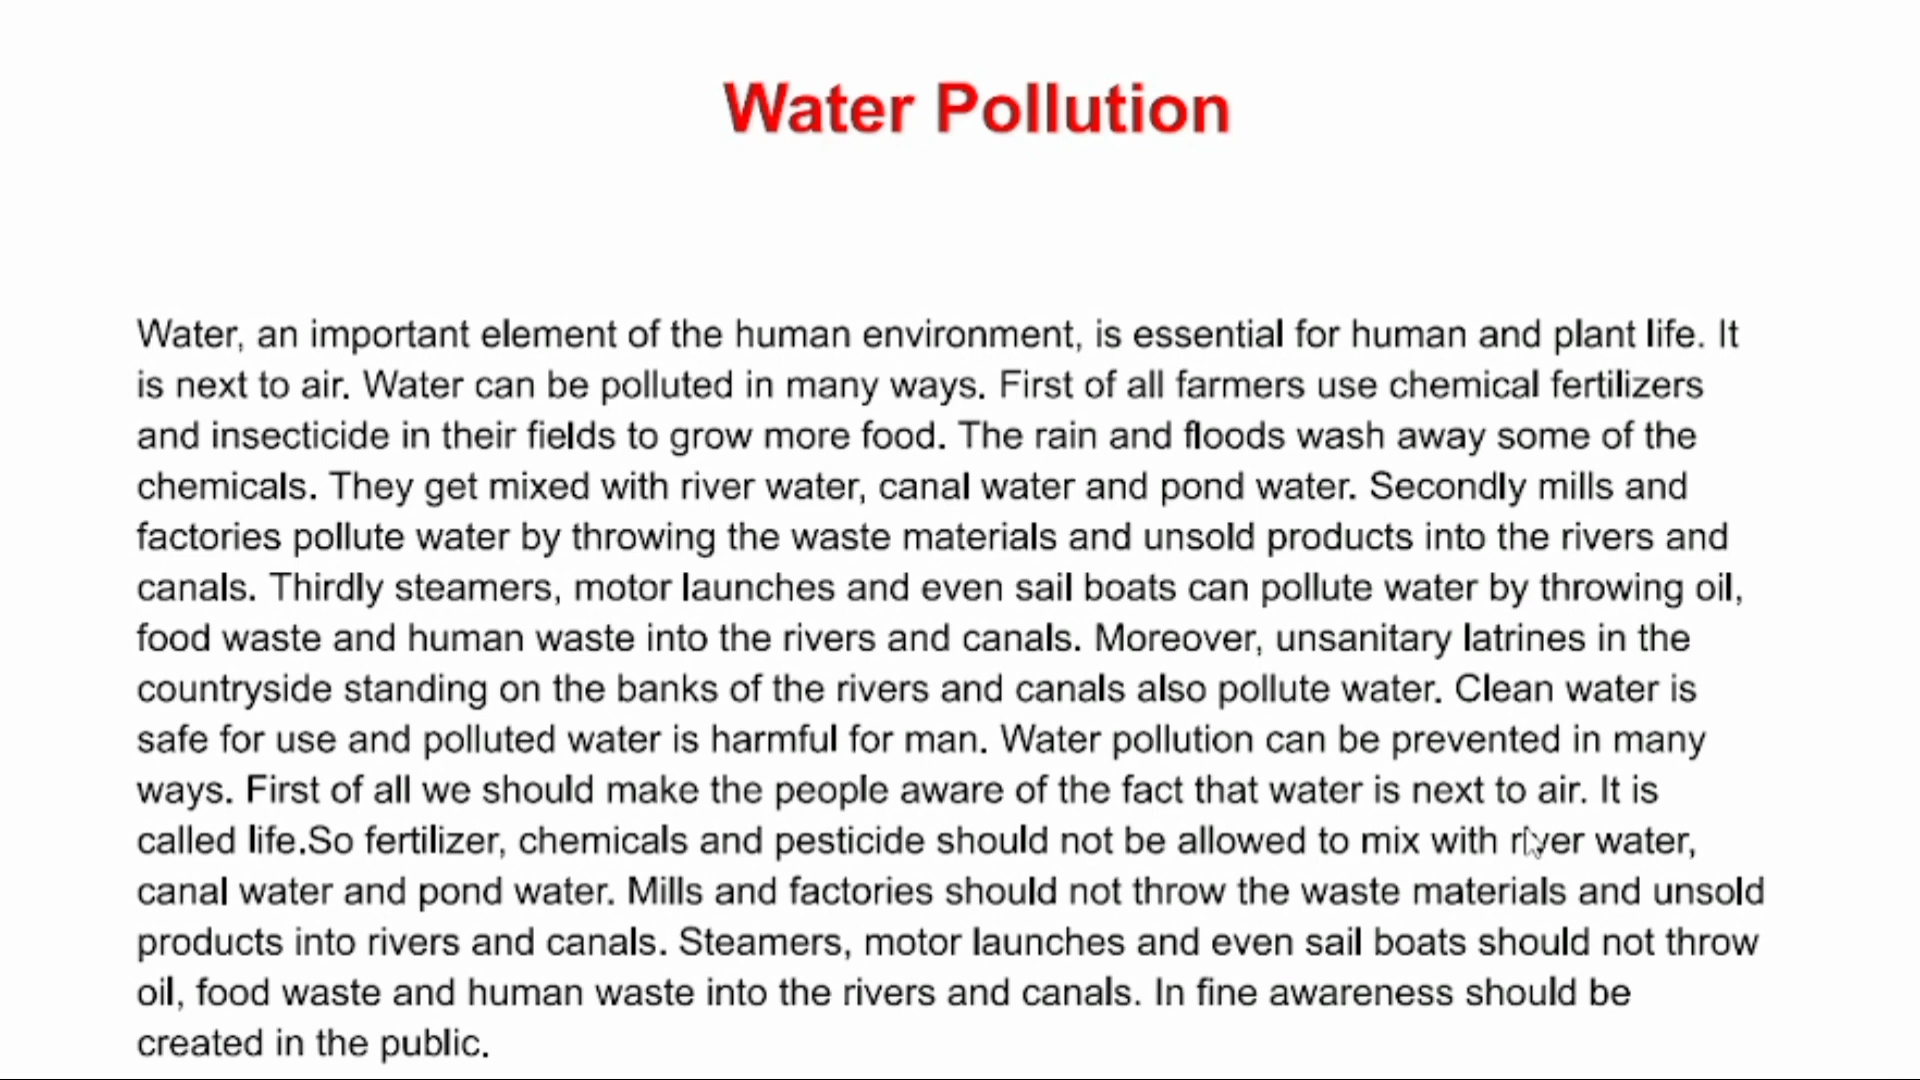 Water Pollution
Water, an important element of the human environment, is essential for human and plant life. It
is next to air. Water can be polluted in many ways. First of all farmers use chemical fertilizers
and insecticide in their fields to grow more food. The rain and floods wash away some of the
chemicals. They get mixed with river water, canal water and pond water. Secondly mills and
factories pollute water by throwing the waste materials and unsold products into the rivers and
canals. Thirdly steamers, motor launches and even sail boats can pollute water by throwing oil,
food waste and human waste into the rivers and canals. Moreover, unsanitary latrines in the
countryside standing on the banks of the rivers and canals also pollute water. Clean water is
safe for use and polluted water is harmful for man. Water pollution can be prevented in many
ways. First of all we should make the people aware of the fact that water is next to air. It is
called life.So fertilizer, chemicals and pesticide should not be allowed to mix with river water,
canal water and pond water. Mills and factories should not throw the waste materials and unsold
products into rivers and canals. Steamers, motor launches and even sail boats should not throw
oil, food waste and human waste into the rivers and canals. In fine awareness should be
created in the public.